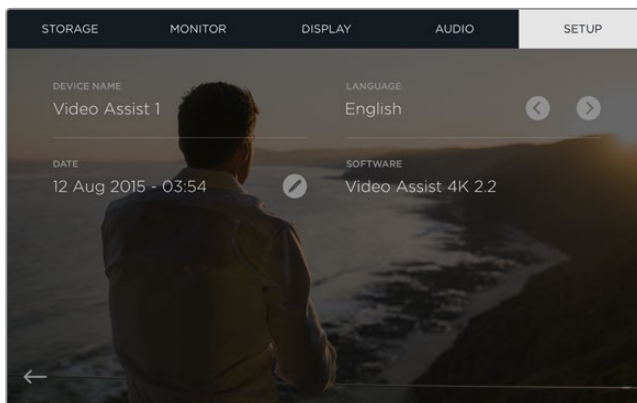 STORAGE MONITOR DISPLAY AUDIO SETUP
DEVICE NAME LANGUAGE
Video Assist 1 English
DATE SOFTWARE
12 Aug 2015 - 03:54 Video Assist 4K 2.2